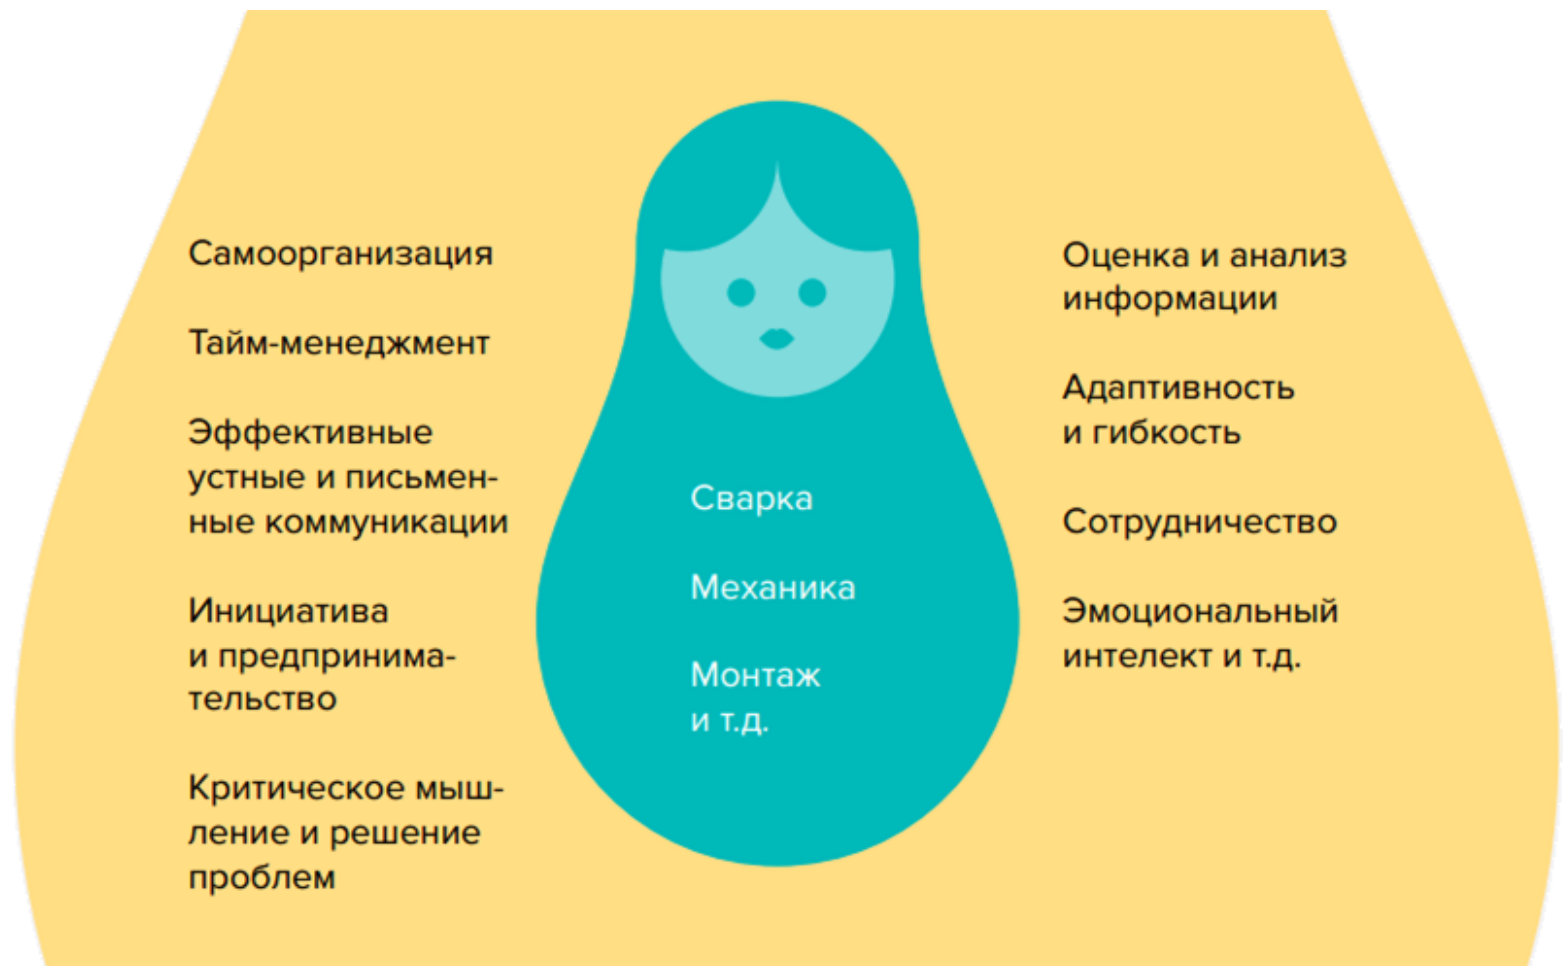 Самоорганизация
Тайм-менеджмент
Эффективные
устные и письмен-
ные коммуникации
Инициатива
и предпринима-
тельство
Критическое мыш-
ление и решение
проблем
Сварка
Механика
Монтаж
и т.д.
Оценка и анализ
информации
Адаптивность
и гибкость
Сотрудничество
Эмоциональный
интелект и т.д.